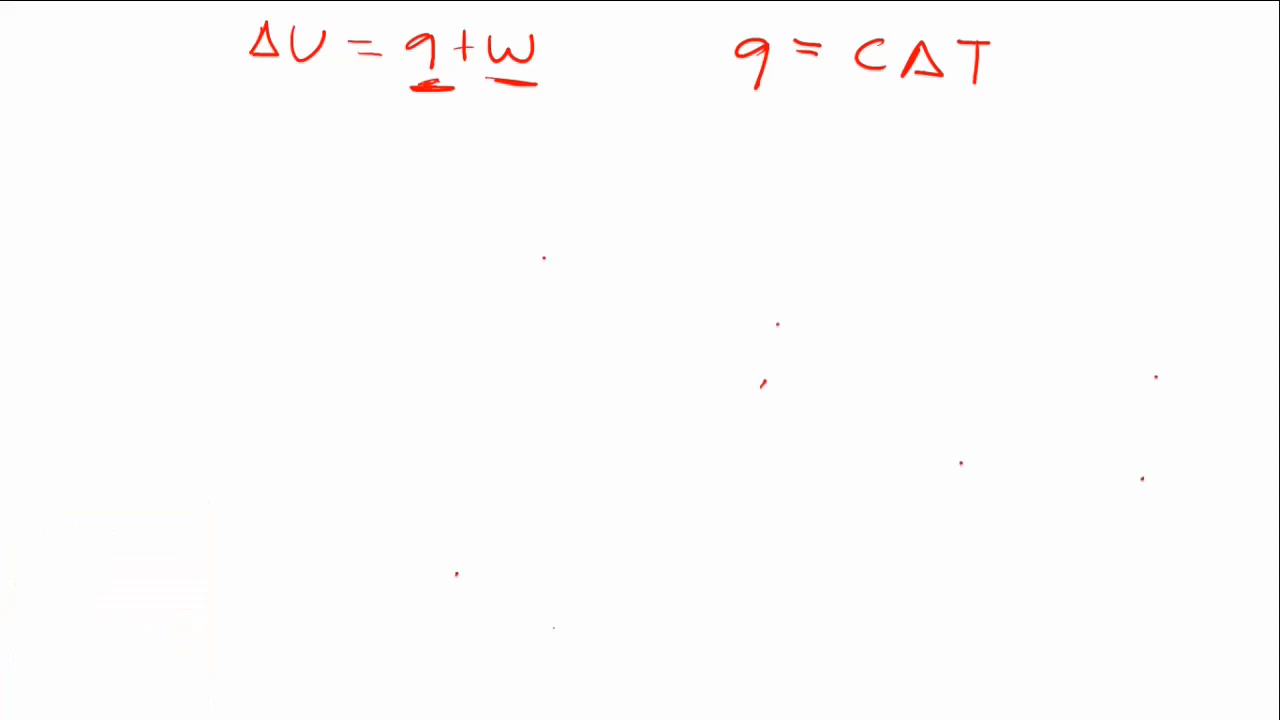 ΔU = q + w
q = CΔT